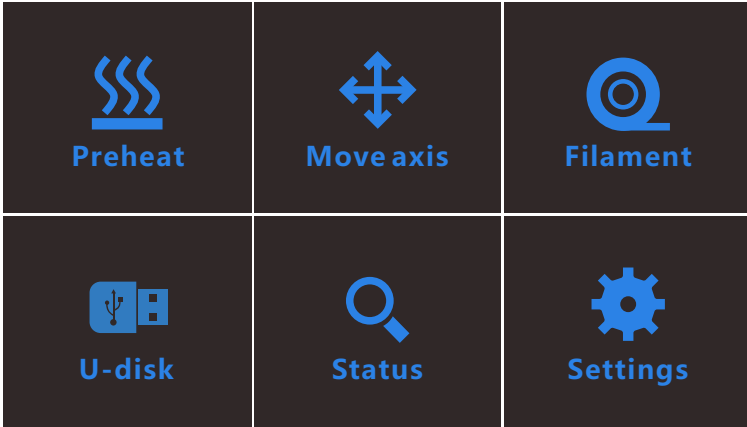 Preheat
Move axis
Filament
U-disk
Status
Settings